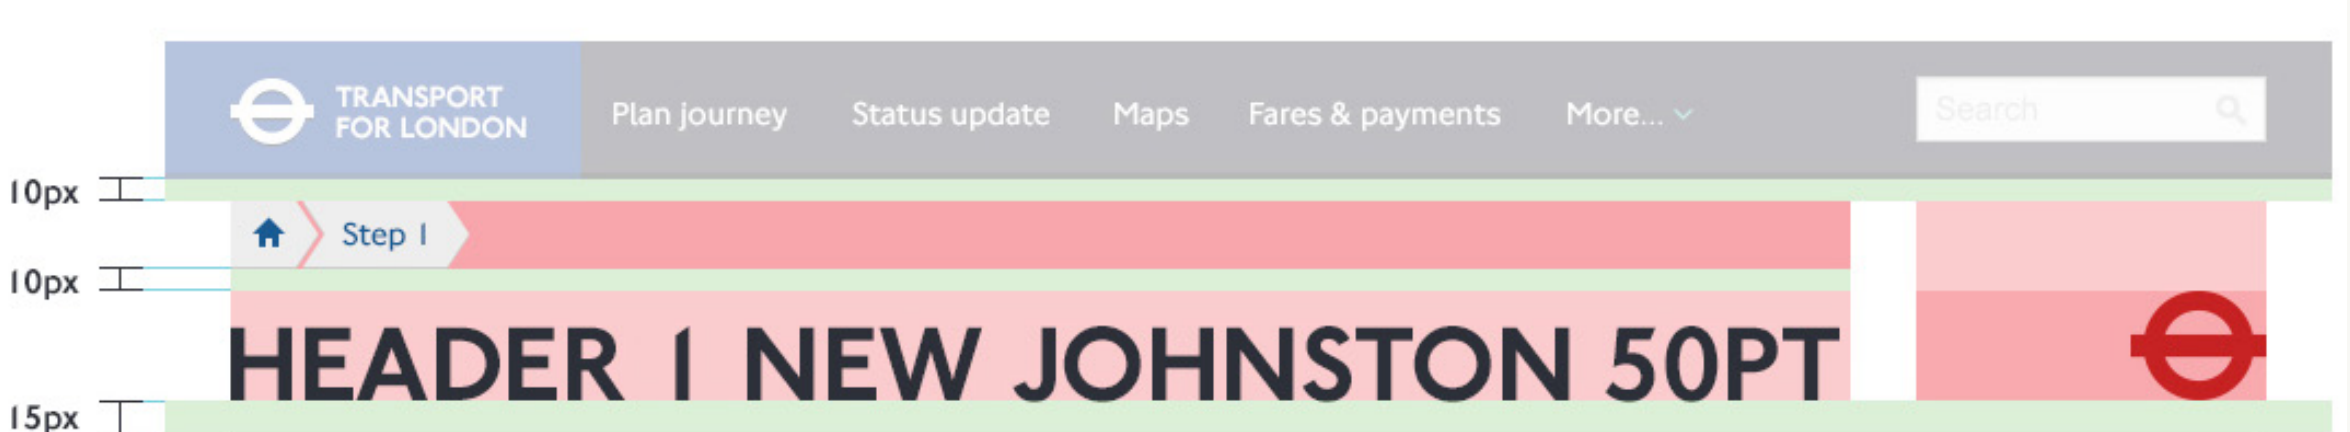 TRANSPORT
FOR LONDON
Plan journey Status update Maps Fares & payments More... Search
10px
Step 1
10px
HEADER 1 NEW JOHNSTON 50PT
15px